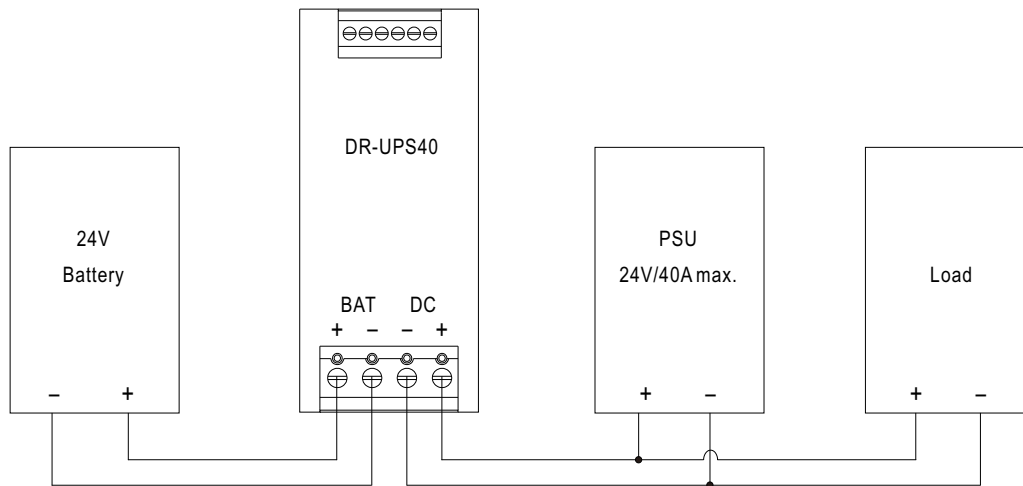 DR-UPS40
24V
Battery
PSU
24V/40A max.
Load
BAT DC
+ − − +
− +
+ −
+ −